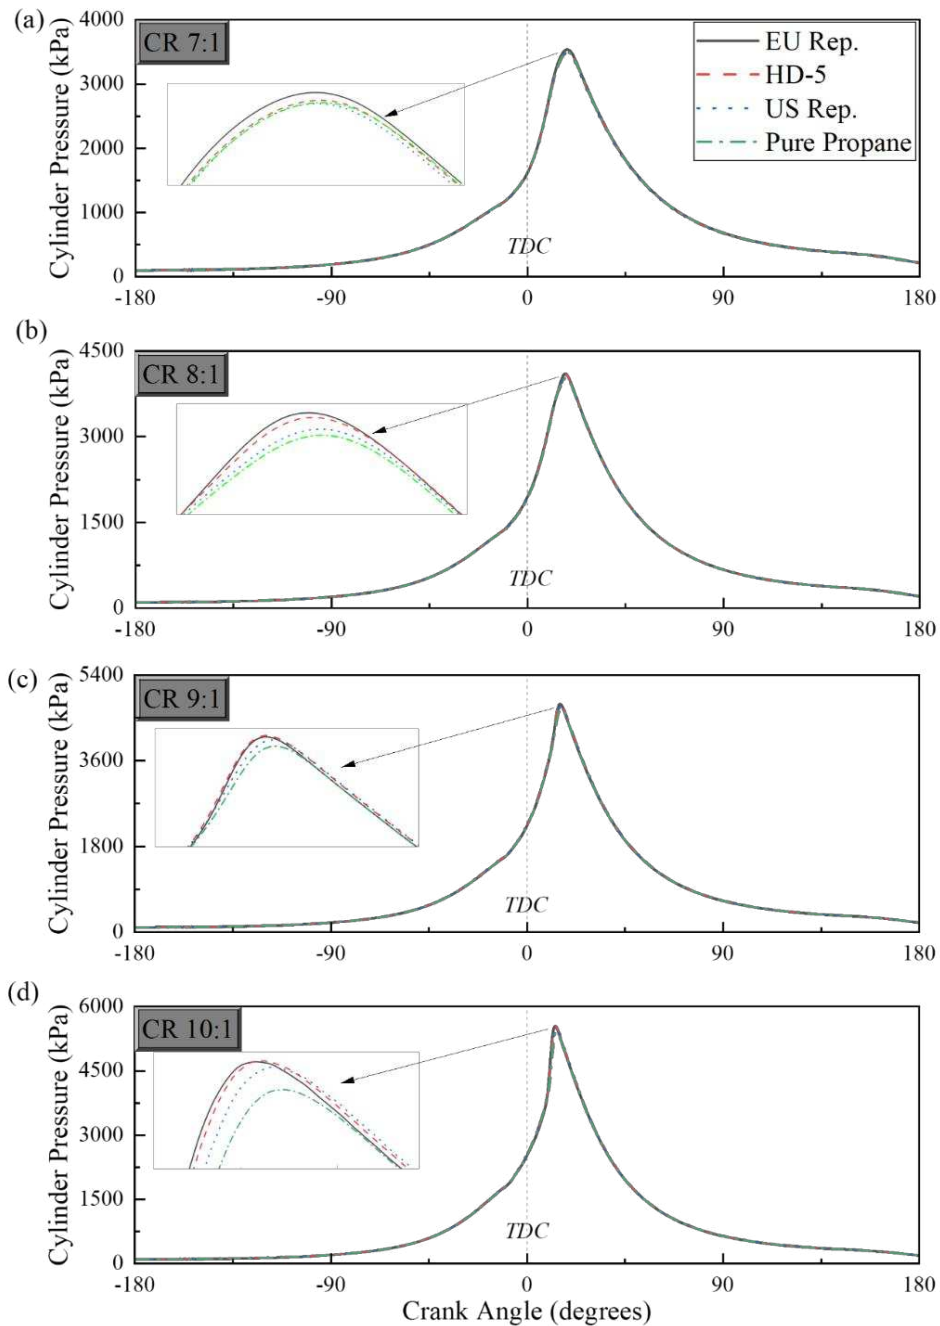 (a)
4000
3000
2000
1000
0
Cylinder Pressure (kPa)
CR 7:1
EU Rep.
HD-5
US Rep.
Pure Propane
TDC
-180
-90
0
90
180
(b)
4500
3000
1500
0
Cylinder Pressure (kPa)
CR 8:1
TDC
-180
-90
0
90
180
(c)
5400
3600
1800
0
Cylinder Pressure (kPa)
CR 9:1
TDC
-180
-90
0
90
180
(d)
6000
4500
3000
1500
0
Cylinder Pressure (kPa)
CR 10:1
TDC
-180
-90
0
90
180
Crank Angle (degrees)